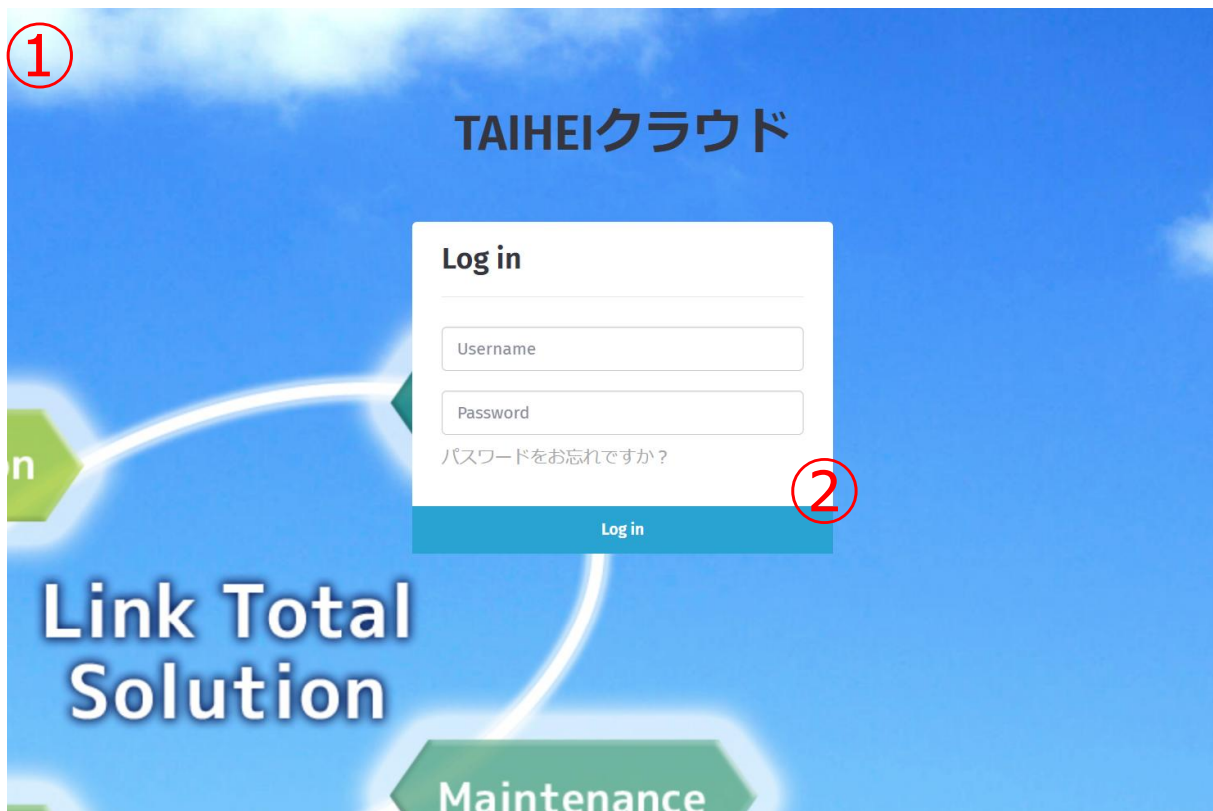 ①
TAIHEIクラウド
Log in
Username
Password
パスワードをお忘れですか？
②
Log in
n
Link Total
Solution
Maintenance